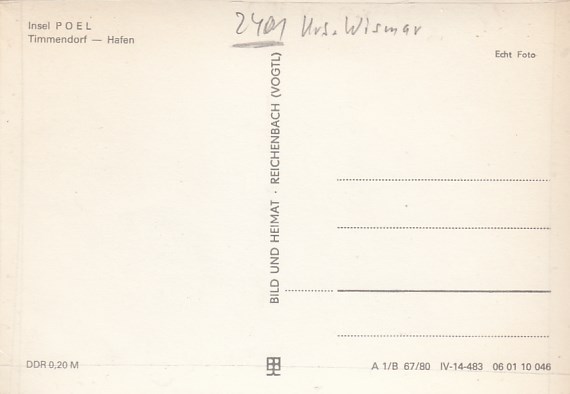 Insel POEL
Timmendorf — Hafen
2401 Krs. Wismar
Echt Foto
BILD UND HEIMAT · REICHENBACH (VOGTL)
DDR 0,20 M
A 1/B 67/80 IV-14-483 06 01 10 046